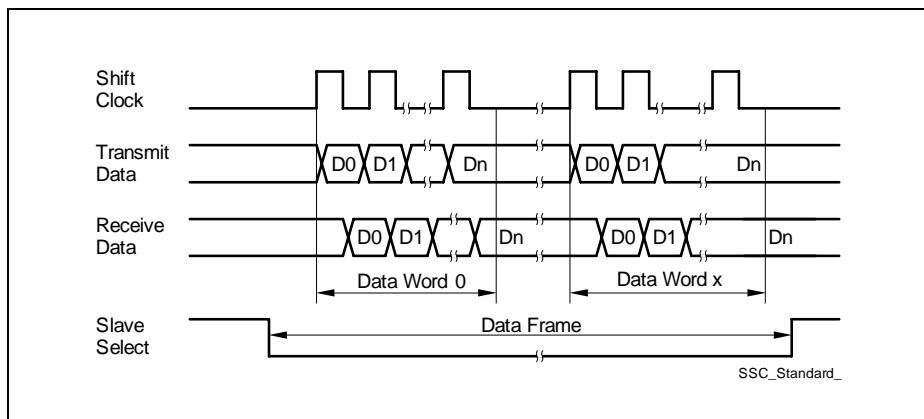 Shift
Clock
Transmit
Data
D0 D1 Dn D0 D1 Dn
Receive
Data
D0 D1 Dn D0 D1 Dn
Data Word 0 Data Word x
Slave
Select
Data Frame
SSC_Standard_